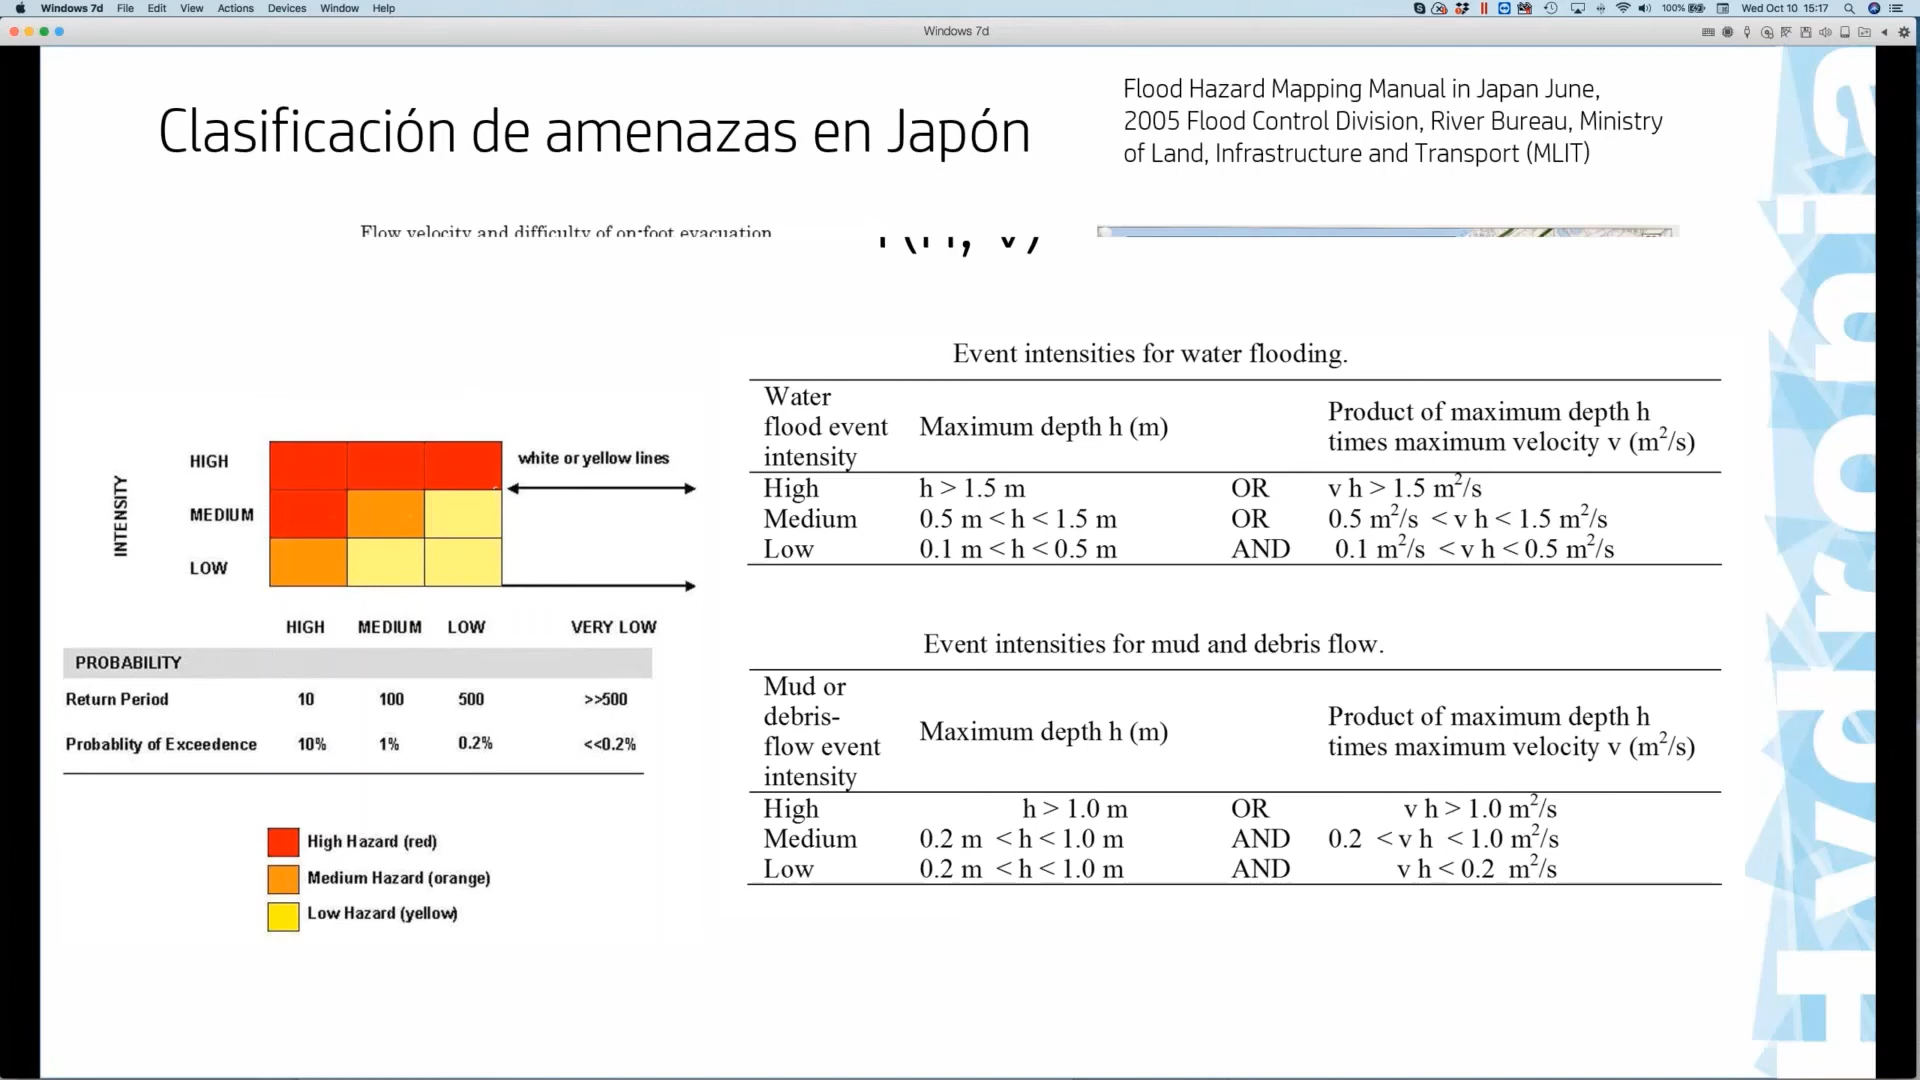 Windows 7d File Edit View Actions Devices Window Help
100% Wed Oct 10 15:17
Windows 7d
Clasificación de amenazas en Japón
Flood Hazard Mapping Manual in Japan June,
2005 Flood Control Division, River Bureau, Ministry
of Land, Infrastructure and Transport (MLIT)
Flow velocity and difficulty of on-foot evacuation
INTENSITY
HIGH
MEDIUM
LOW
white or yellow lines
HIGH MEDIUM LOW VERY LOW
PROBABILITY
Return Period 10 100 500 >>500
Probablity of Exceedence 10% 1% 0.2% <<0.2%
High Hazard (red)
Medium Hazard (orange)
Low Hazard (yellow)
Event intensities for water flooding.
Water
flood event
intensity
Maximum depth h (m)
Product of maximum depth h
times maximum velocity v (m²/s)
High h > 1.5 m OR v h > 1.5 m²/s
Medium 0.5 m < h < 1.5 m OR 0.5 m²/s < v h < 1.5 m²/s
Low 0.1 m < h < 0.5 m AND 0.1 m²/s < v h < 0.5 m²/s
Event intensities for mud and debris flow.
Mud or
debris-
flow event
intensity
Maximum depth h (m)
Product of maximum depth h
times maximum velocity v (m²/s)
High h > 1.0 m OR v h > 1.0 m²/s
Medium 0.2 m < h < 1.0 m AND 0.2 < v h < 1.0 m²/s
Low 0.2 m < h < 1.0 m AND v h < 0.2 m²/s
Hydronia